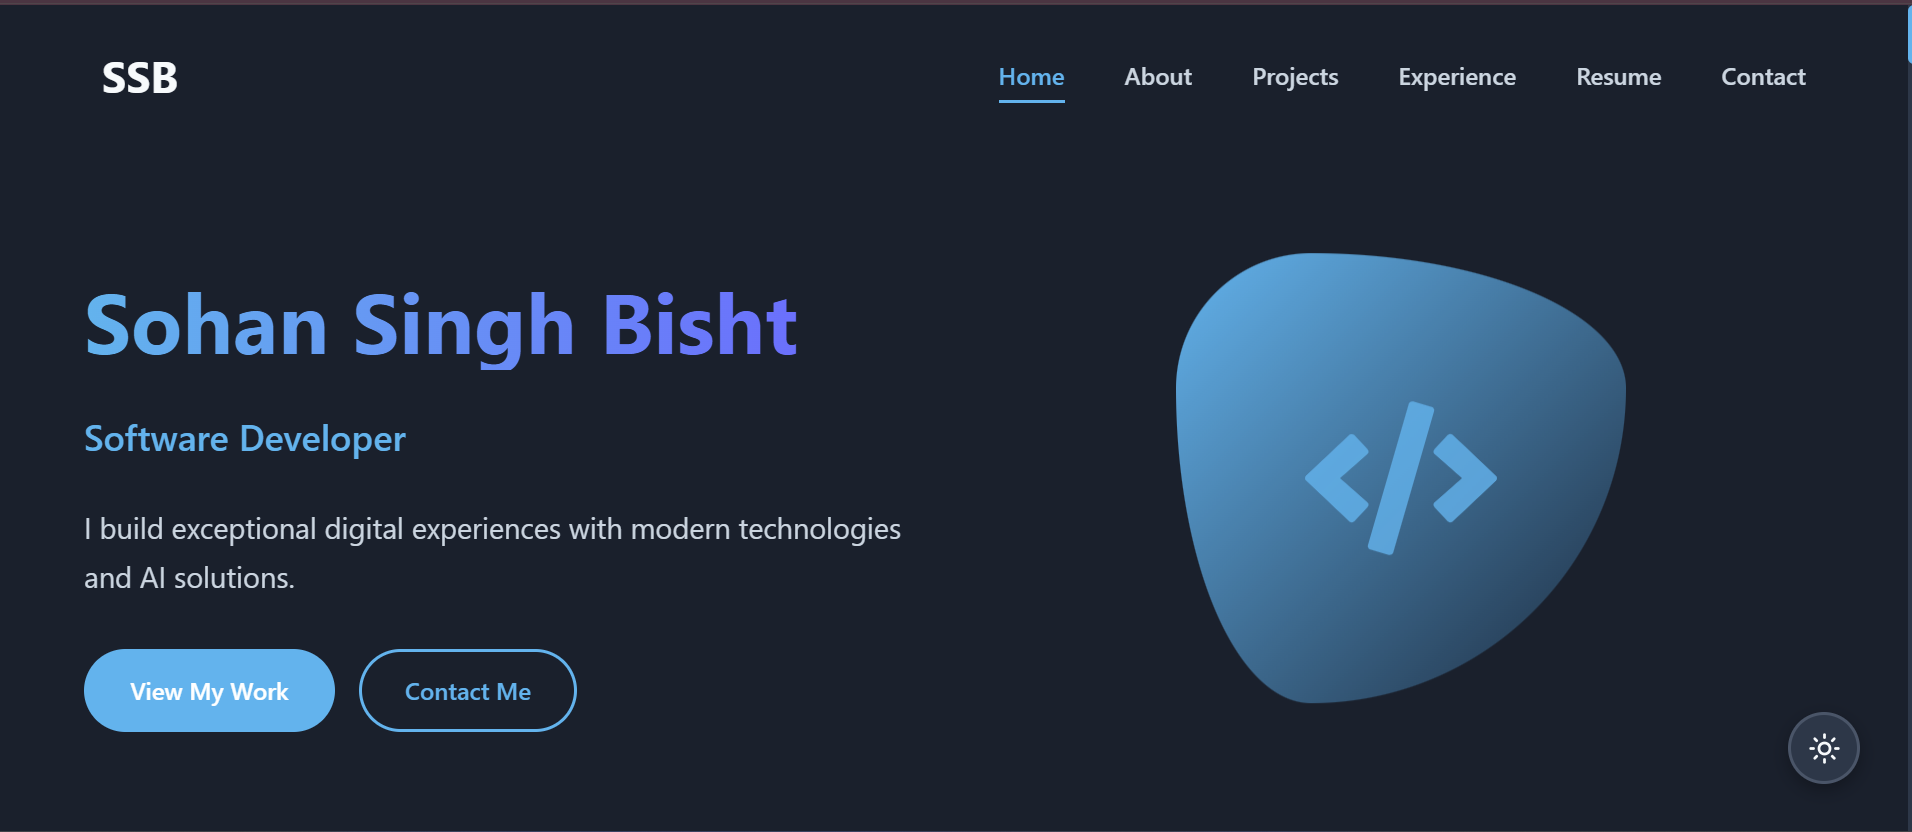 SSB
Home About Projects Experience Resume Contact
Sohan Singh Bisht
Software Developer
I build exceptional digital experiences with modern technologies
and AI solutions.
</>
View My Work
Contact Me